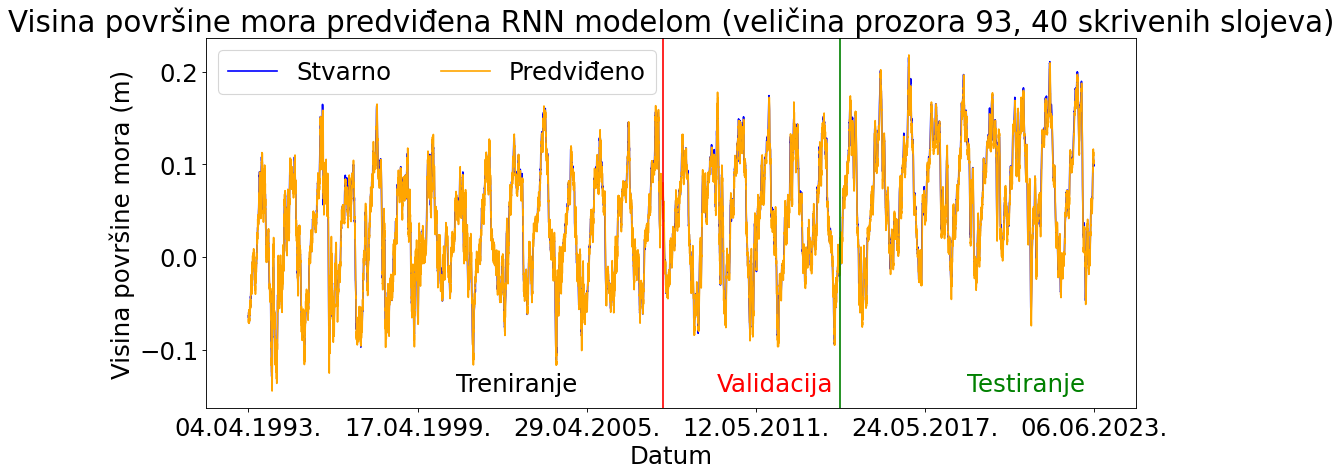 Visina površine mora predviđena RNN modelom (veličina prozora 93, 40 skrivenih slojeva)
Stvarno Predviđeno
Visina površine mora (m)
0.2
0.1
0.0
−0.1
Treniranje Validacija Testiranje
04.04.1993. 17.04.1999. 29.04.2005. 12.05.2011. 24.05.2017. 06.06.2023.
Datum